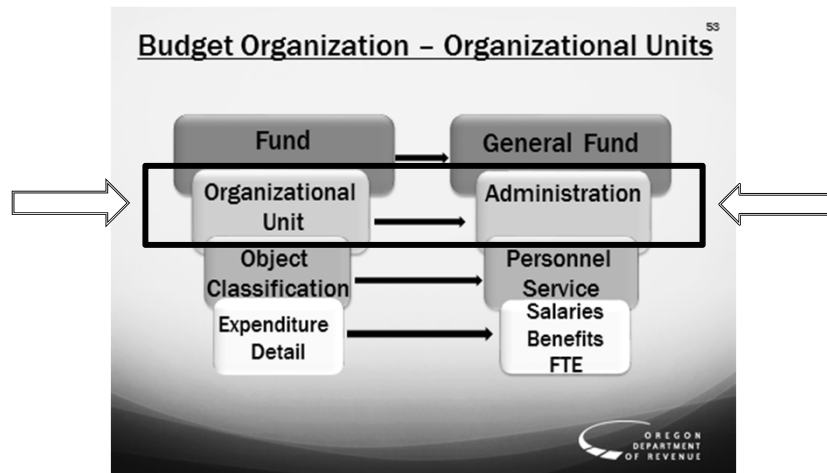 53
Budget Organization – Organizational Units
Fund
General Fund
Organizational
Unit
Administration
Object
Classification
Personnel
Service
Expenditure
Detail
Salaries
Benefits
FTE
OREGON
DEPARTMENT
OF REVENUE